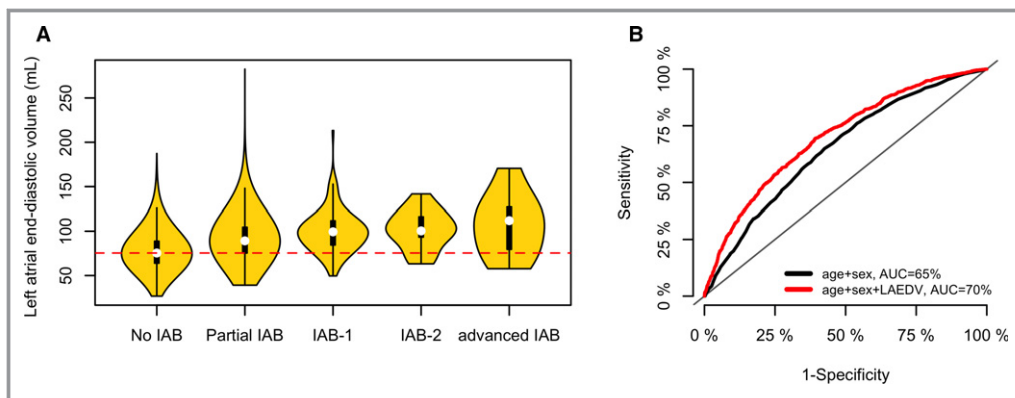 A
Left atrial end-diastolic volume (mL)
250
200
150
100
50
No IAB
Partial IAB
IAB-1
IAB-2
advanced IAB
B
Sensitivity
100 %
75 %
50 %
25 %
0 %
age+sex, AUC=65%
age+sex+LAEDV, AUC=70%
0 %
25 %
50 %
75 %
100 %
1-Specificity